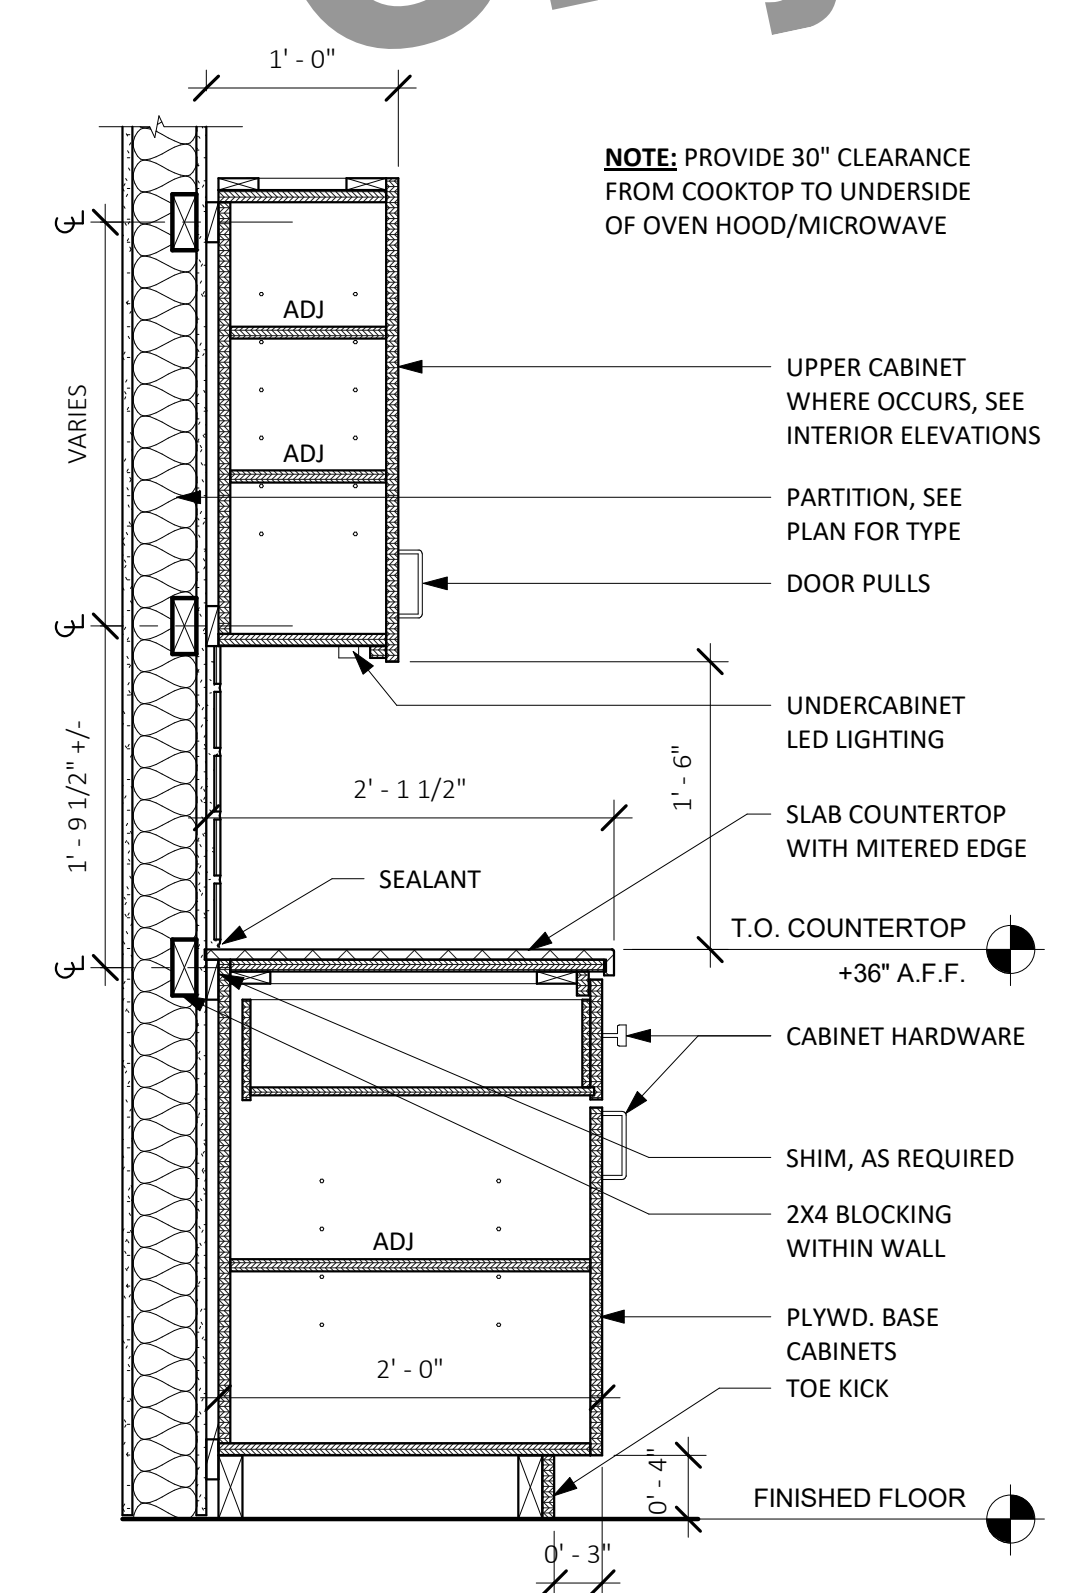 1' - 0"
NOTE: PROVIDE 30" CLEARANCE
FROM COOKTOP TO UNDERSIDE
OF OVEN HOOD/MICROWAVE
ADJ
UPPER CABINET
WHERE OCCURS, SEE
INTERIOR ELEVATIONS
VARIES
ADJ
PARTITION, SEE
PLAN FOR TYPE
DOOR PULLS
UNDERCABINET
LED LIGHTING
1' - 9 1/2" +/-
2' - 1 1/2"
1' - 6"
SLAB COUNTERTOP
WITH MITERED EDGE
SEALANT
T.O. COUNTERTOP
+36" A.F.F.
CABINET HARDWARE
SHIM, AS REQUIRED
2X4 BLOCKING
WITHIN WALL
ADJ
PLYWD. BASE
CABINETS
2' - 0"
TOE KICK
0' - 4"
FINISHED FLOOR
0' - 3"